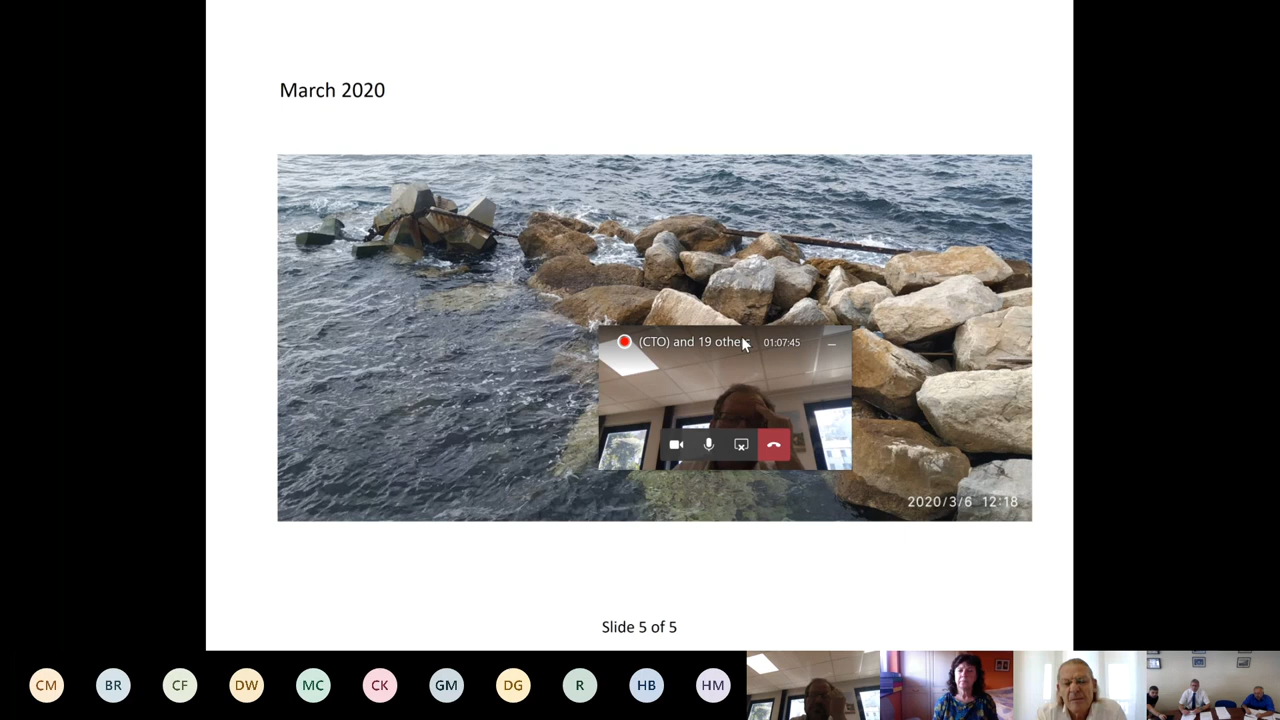 March 2020
(CTO) and 19 othe
01:07:45
2020/3/6 12:18
Slide 5 of 5
CM BR CF DW MC CK GM DG R HB HM